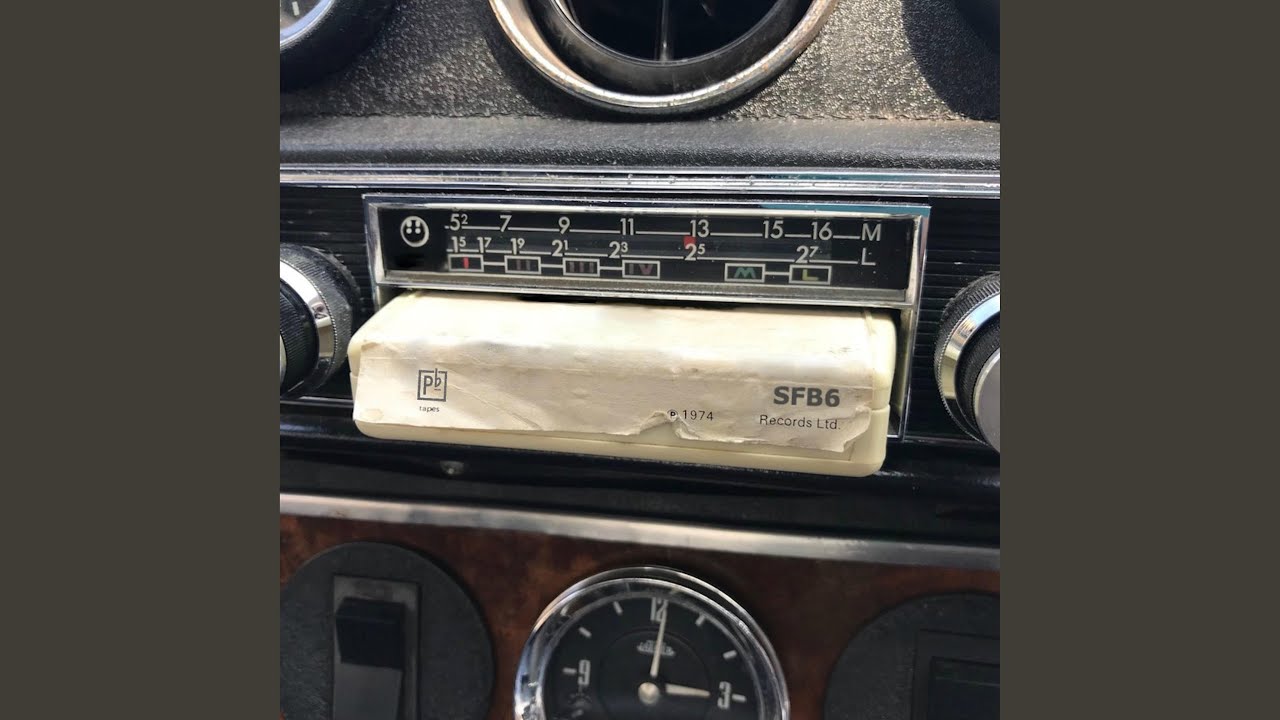 5² 7 9 11 13 15 16 M
1⁵ 1⁷ 1⁹ 2¹ 2³ 2⁵ 2⁷ L
I II III IV M L
Pb
tapes
℗ 1974
SFB6
Records Ltd.
12
9 3